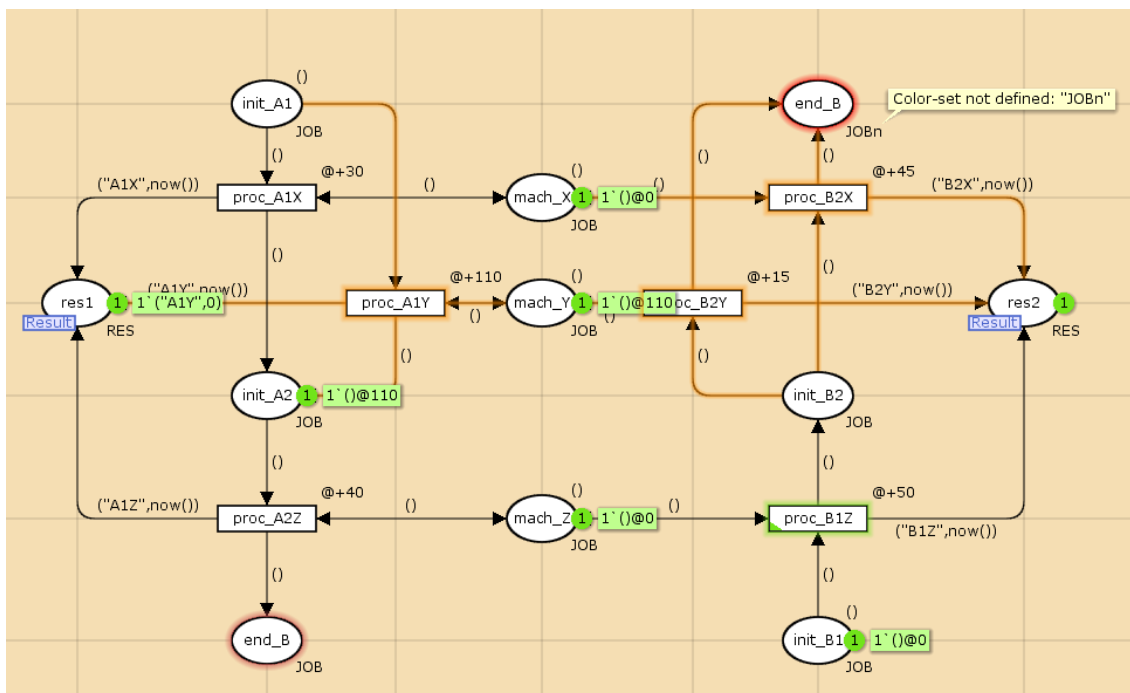 ()
init_A1
JOB
end_B
JOBn
Color-set not defined: "JOBn"
()
()
()
("A1X",now())
@+30
proc_A1X
()
()
mach_X
1
1`()@0
()
JOB
@+45
proc_B2X
("B2X",now())
()
()
res1
1
1`("A1Y",0)
("A1Y",now())
Result
RES
@+110
proc_A1Y
()
()
mach_Y
1
1`()@110
()
JOB
@+15
("B2Y",now())
res2
1
Result
RES
()
()
init_A2
1
1`()@110
JOB
init_B2
JOB
()
()
("A1Z",now())
@+40
proc_A2Z
()
()
mach_Z
1
1`()@0
()
JOB
@+50
proc_B1Z
("B1Z",now())
()
()
()
end_B
JOB
init_B1
1
1`()@0
JOB